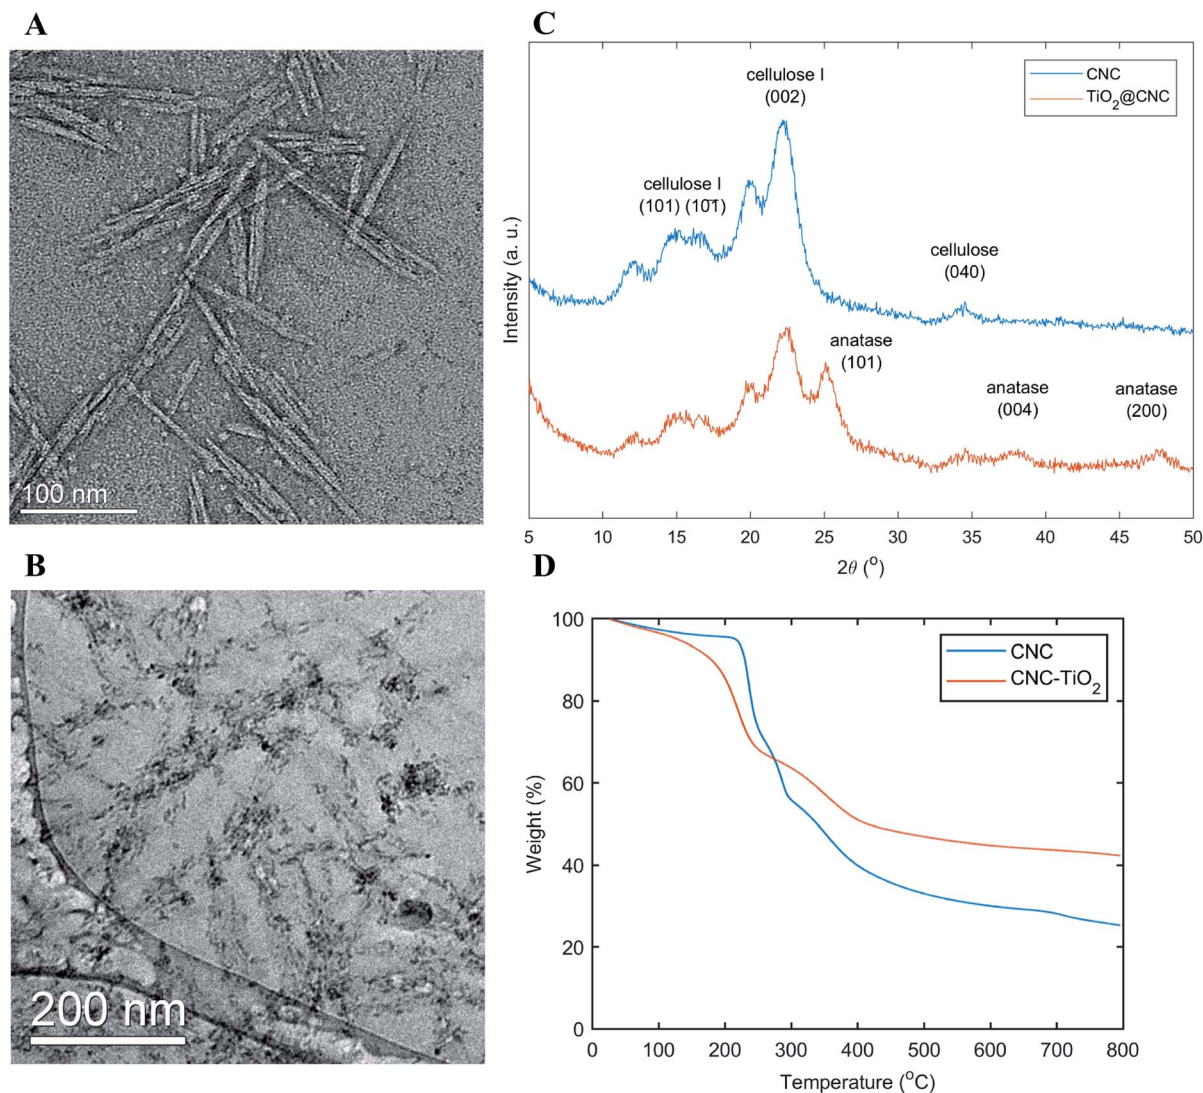 A
100 nm
B
200 nm
C
CNC
TiO₂@CNC
cellulose I
(002)
cellulose I
(101) (10̅1)
cellulose
(040)
anatase
(101)
anatase
(004)
anatase
(200)
Intensity (a. u.)
5 10 15 20 25 30 35 40 45 50
2θ (°)
D
CNC
CNC-TiO₂
100
80
60
40
20
0
Weight (%)
0 100 200 300 400 500 600 700 800
Temperature (°C)